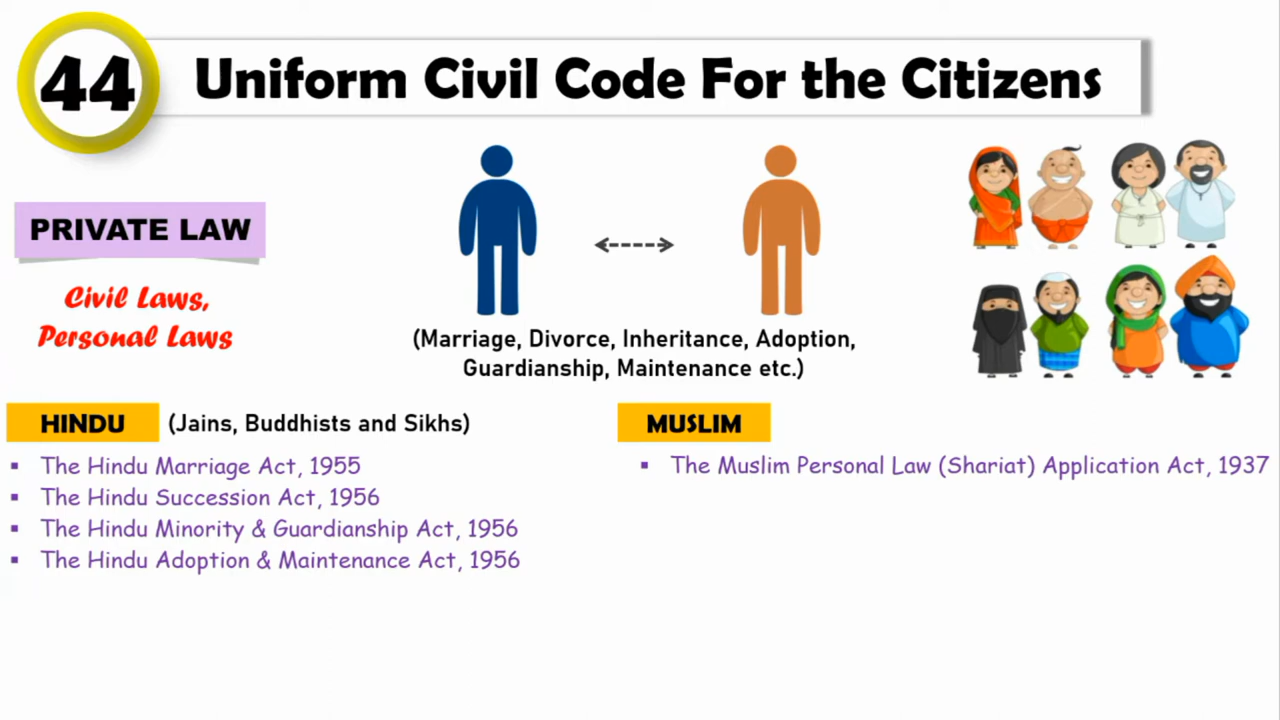 44
Uniform Civil Code For the Citizens
PRIVATE LAW
Civil Laws,
Personal Laws
(Marriage, Divorce, Inheritance, Adoption,
Guardianship, Maintenance etc.)
HINDU (Jains, Buddhists and Sikhs)
▪ The Hindu Marriage Act, 1955
▪ The Hindu Succession Act, 1956
▪ The Hindu Minority & Guardianship Act, 1956
▪ The Hindu Adoption & Maintenance Act, 1956
MUSLIM
▪ The Muslim Personal Law (Shariat) Application Act, 1937